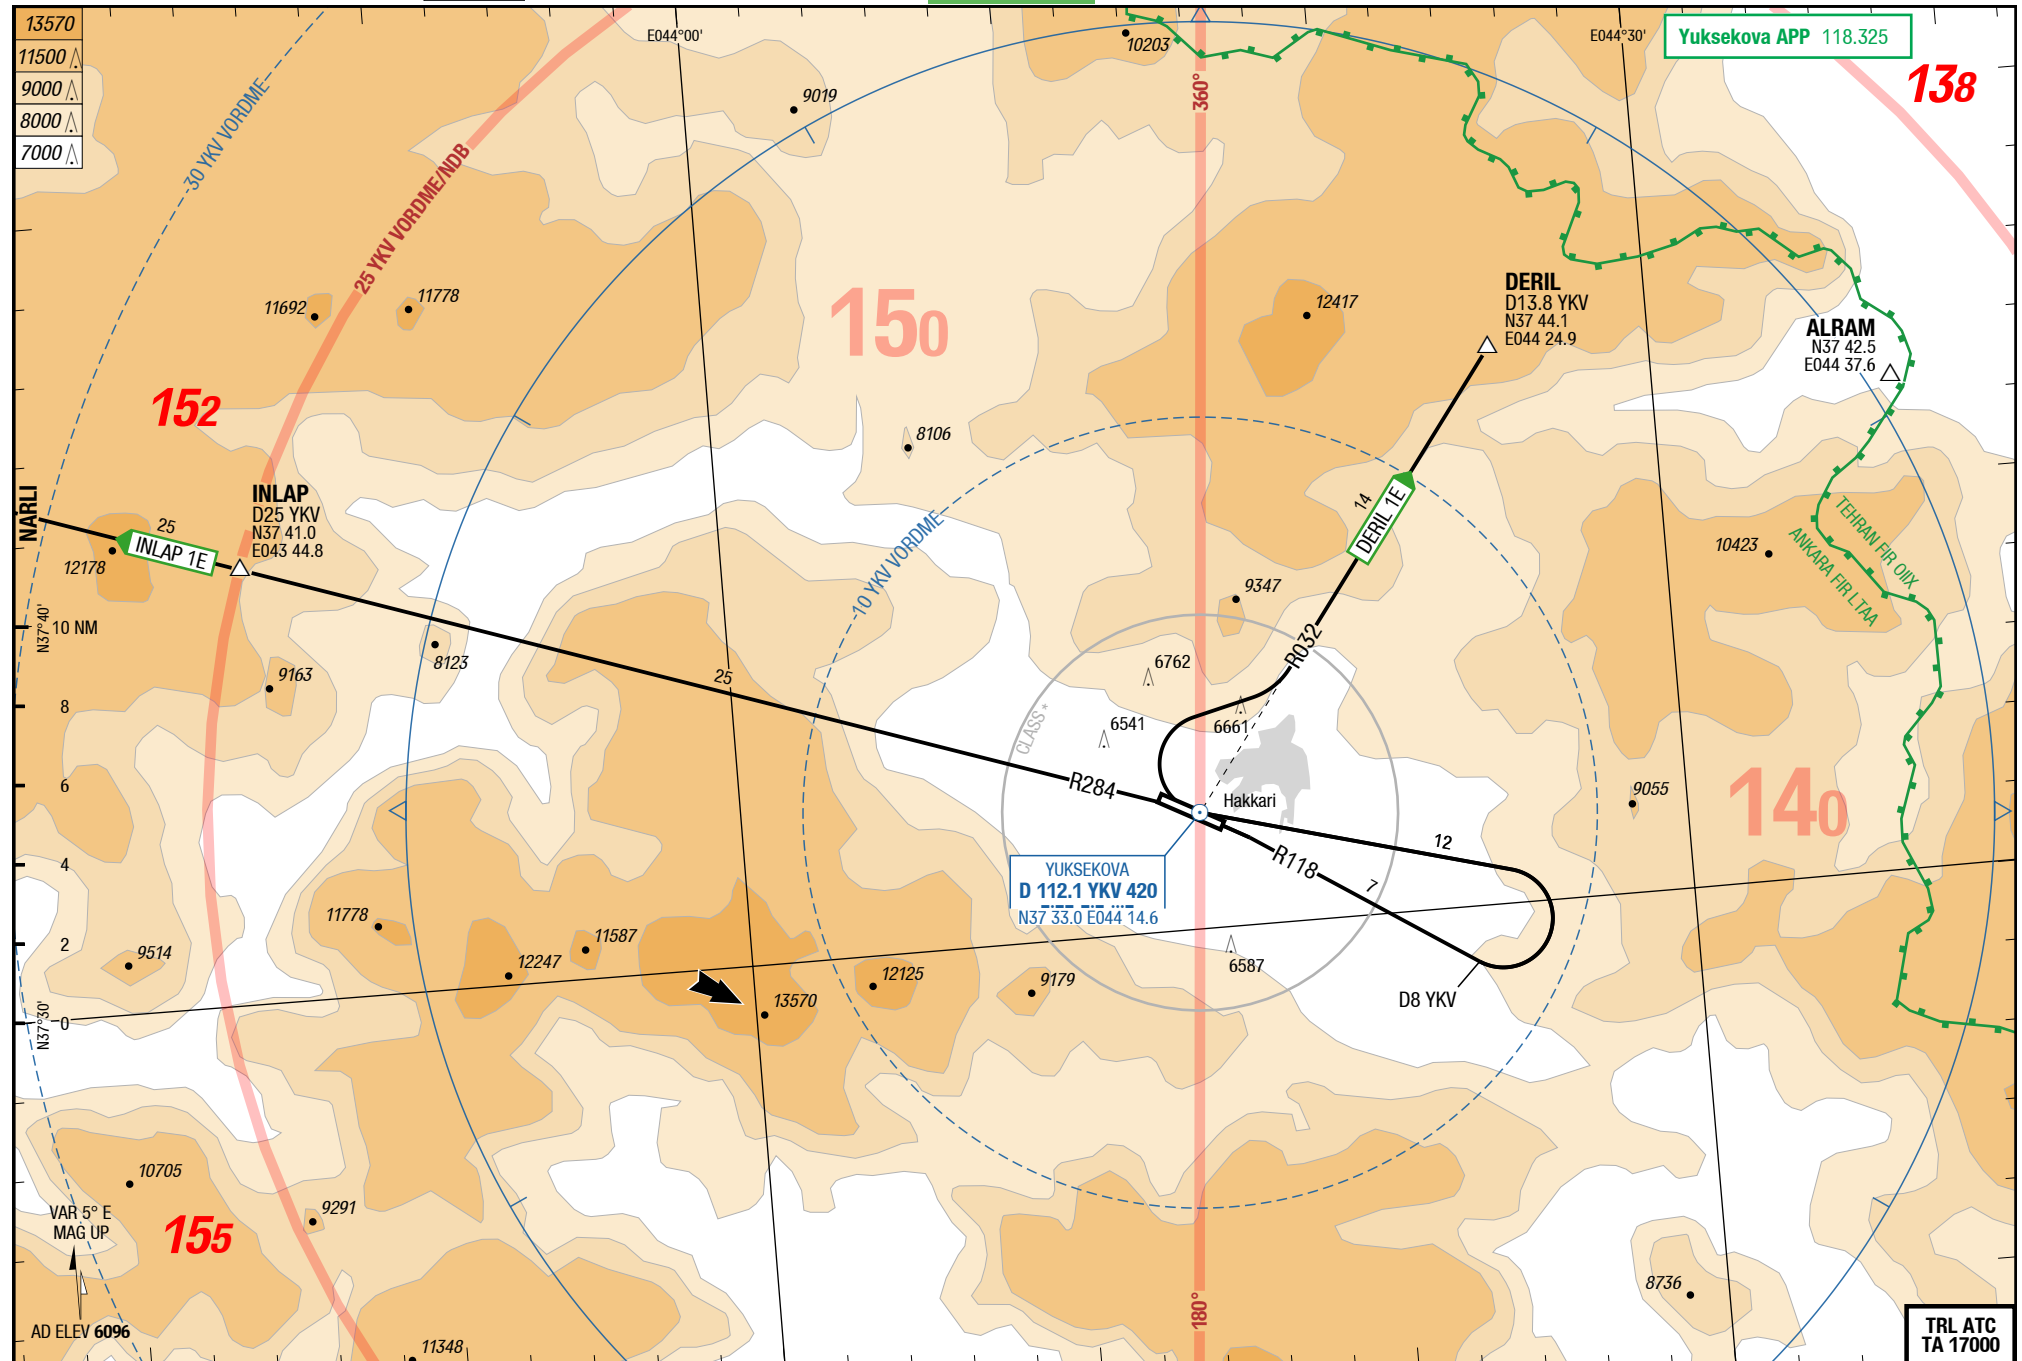 13570
11500
9000
8000
7000
E044°00'
E044°30'
Yuksekova APP 118.325
138
10203
9019
360°
30 YKV VORDME
25 YKV VORDME/NDB
11692
11778
150
12417
DERIL
D13.8 YKV
N37 44.1
E044 24.9
ALRAM
N37 42.5
E044 37.6
152
8106
NARLI
25
INLAP 1E
12178
INLAP
D25 YKV
N37 41.0
E043 44.8
14
DERIL 1E
10 YKV VORDME
10423
TEHRAN FIR OIIX
ANKARA FIR LTAA
9347
N37°40'
10 NM
8
6
4
2
0
N37°30'
9163
8123
25
R032
6762
6541
6661
CLASS *
R284
Hakkari
9055
140
12
R118
7
YUKSEKOVA
D 112.1 YKV 420
N37 33.0 E044 14.6
11778
11587
12247
9514
12125
13570
9179
6587
D8 YKV
10705
9291
VAR 5° E
MAG UP
155
AD ELEV 6096
11348
180°
8736
TRL ATC
TA 17000